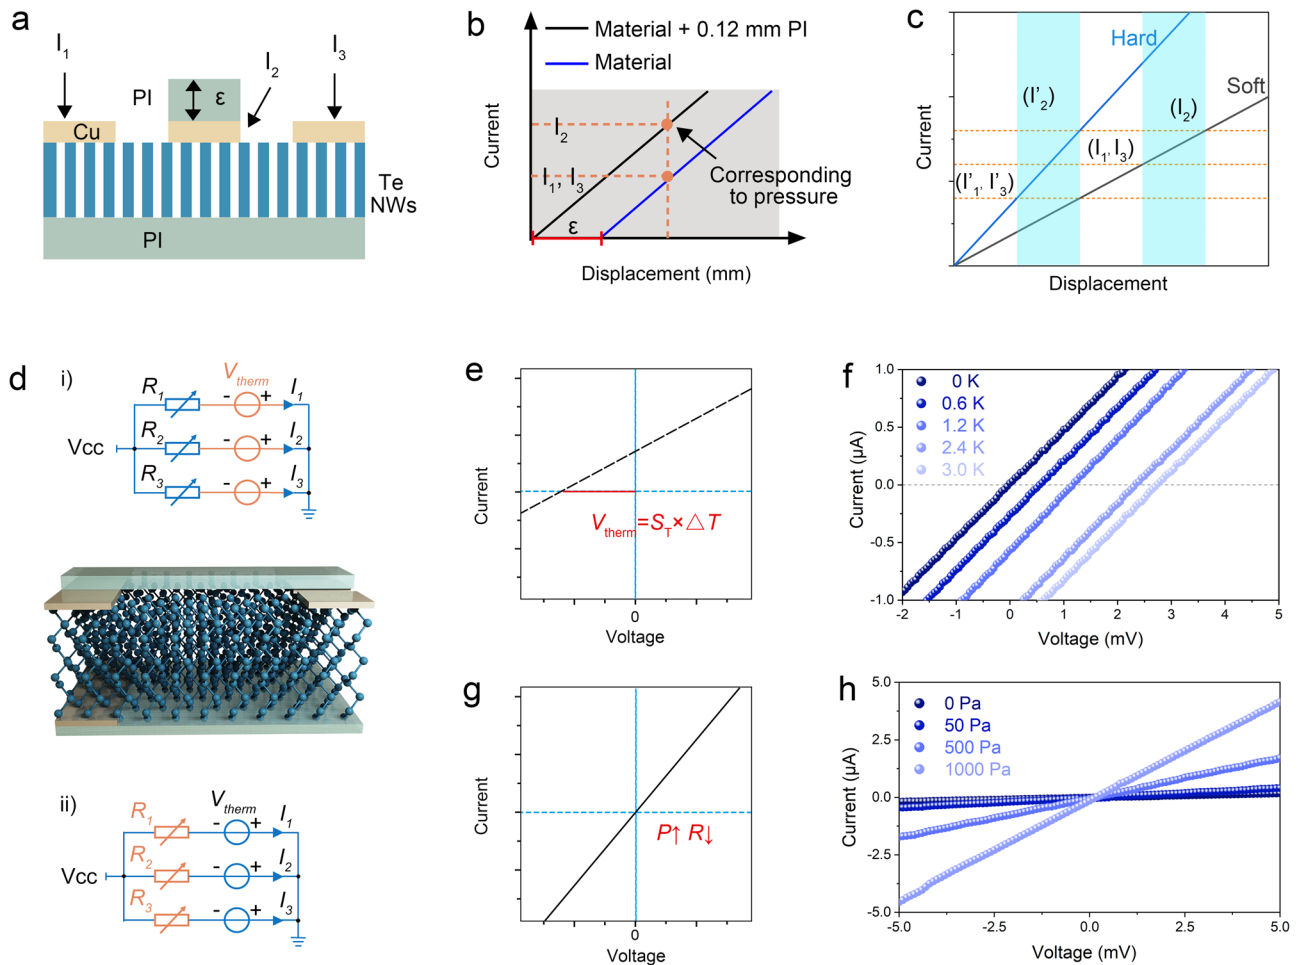 a
I1
I2
I3
PI
ε
Cu
Te
NWs
PI
b
Current
Material + 0.12 mm PI
Material
I2
I1, I3
Corresponding
to pressure
ε
Displacement (mm)
c
Current
Hard
Soft
(I'2)
(I2)
(I1, I3)
(I'1, I'3)
Displacement
d
i)
Vtherm
R1
- +
I1
Vcc
R2
- +
I2
R3
- +
I3
ii)
Vtherm
R1
- +
I1
Vcc
R2
- +
I2
R3
- +
I3
e
Current
Vtherm=ST×△T
0
Voltage
f
Current (μA)
1.0
0.5
0.0
-0.5
-1.0
0 K
0.6 K
1.2 K
2.4 K
3.0 K
-2 -1 0 1 2 3 4 5
Voltage (mV)
g
Current
P↑ R↓
0
Voltage
h
Current (μA)
5.0
2.5
0.0
-2.5
-5.0
0 Pa
50 Pa
500 Pa
1000 Pa
-5.0 -2.5 0.0 2.5 5.0
Voltage (mV)